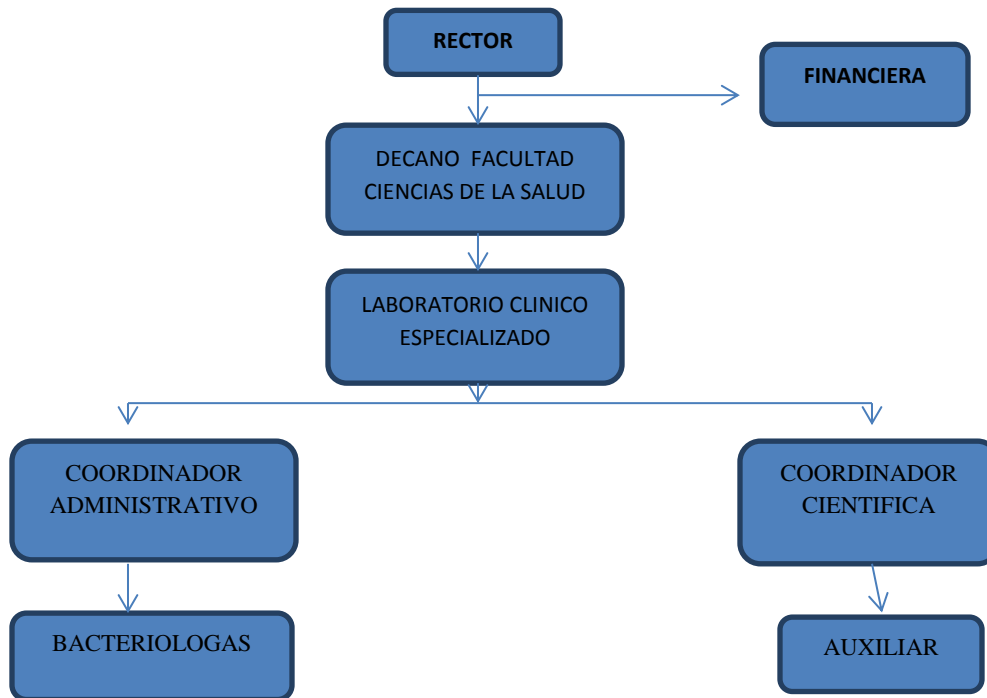 RECTOR
FINANCIERA
DECANO FACULTAD
CIENCIAS DE LA SALUD
LABORATORIO CLINICO
ESPECIALIZADO
COORDINADOR
ADMINISTRATIVO
COORDINADOR
CIENTIFICA
BACTERIOLOGAS
AUXILIAR